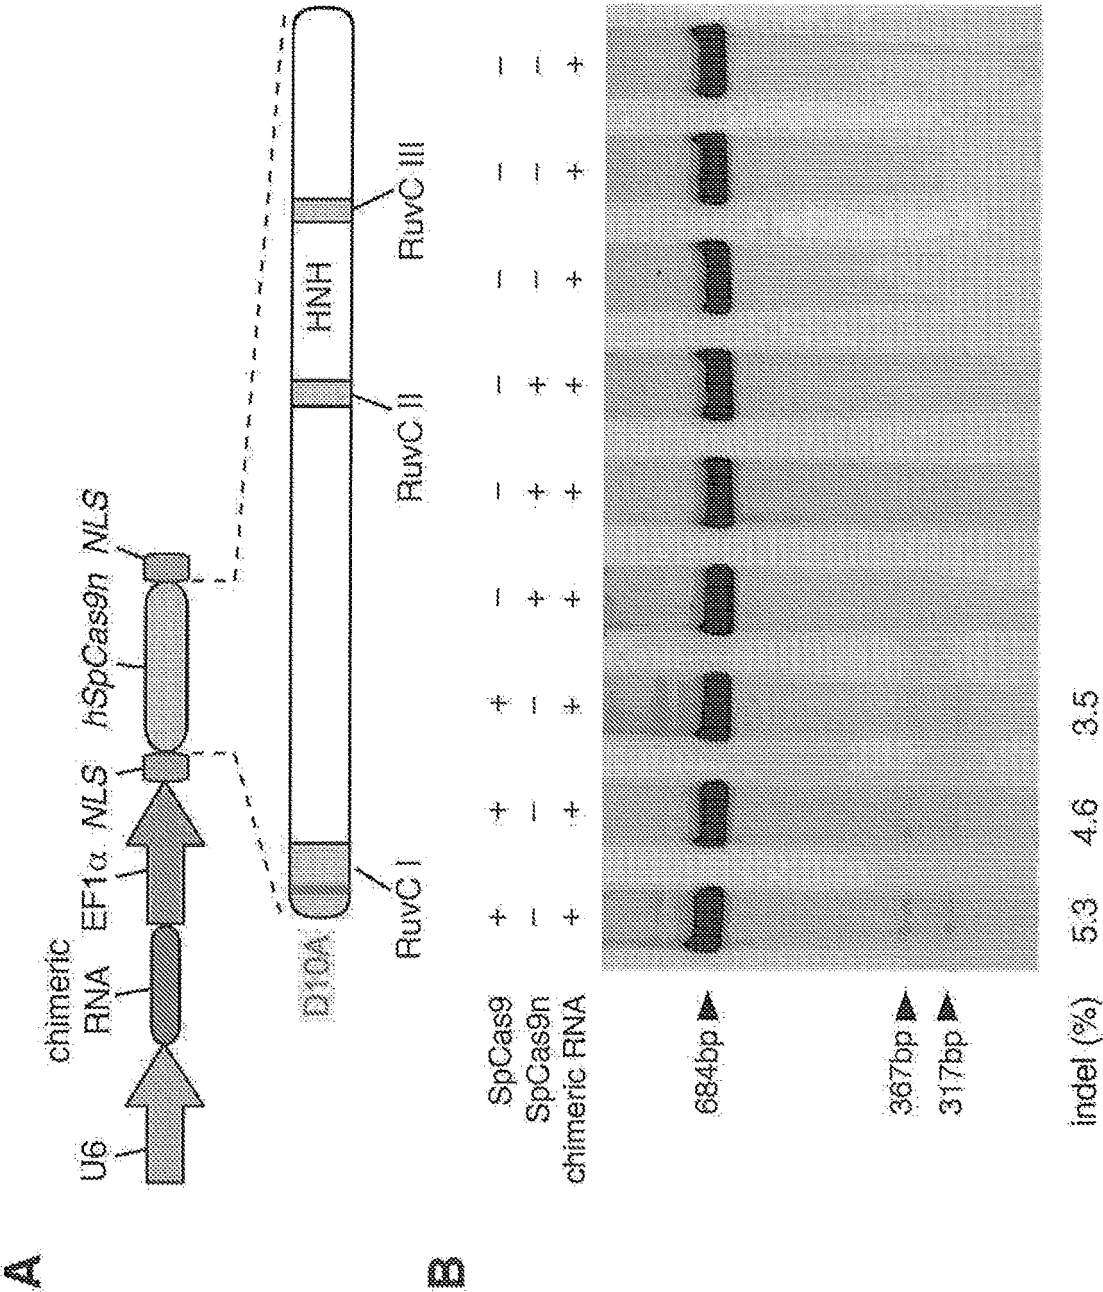 A
chimeric
U6 RNA EF1α NLS hSpCas9n NLS
D10A
HNH
RuvC I RuvC II RuvC III
B
SpCas9 + + + − − − − − −
SpCas9n − − − + + + − − −
chimeric RNA + + + + + + + + +
684bp
367bp
317bp
indel (%) 5.3 4.6 3.5